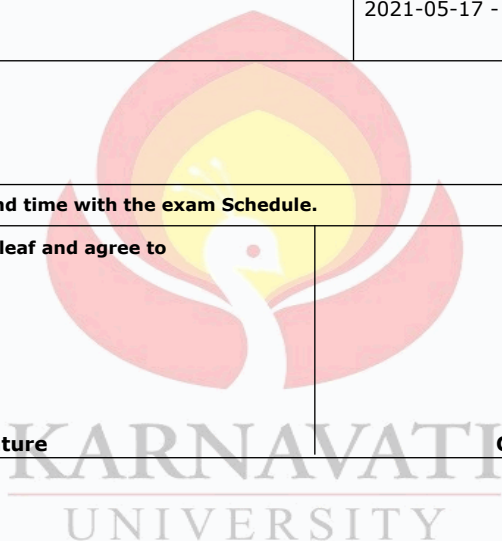 2021-05-17 -
nd time with the exam Schedule.
leaf and agree to
ture
KARNAVATI
UNIVERSITY